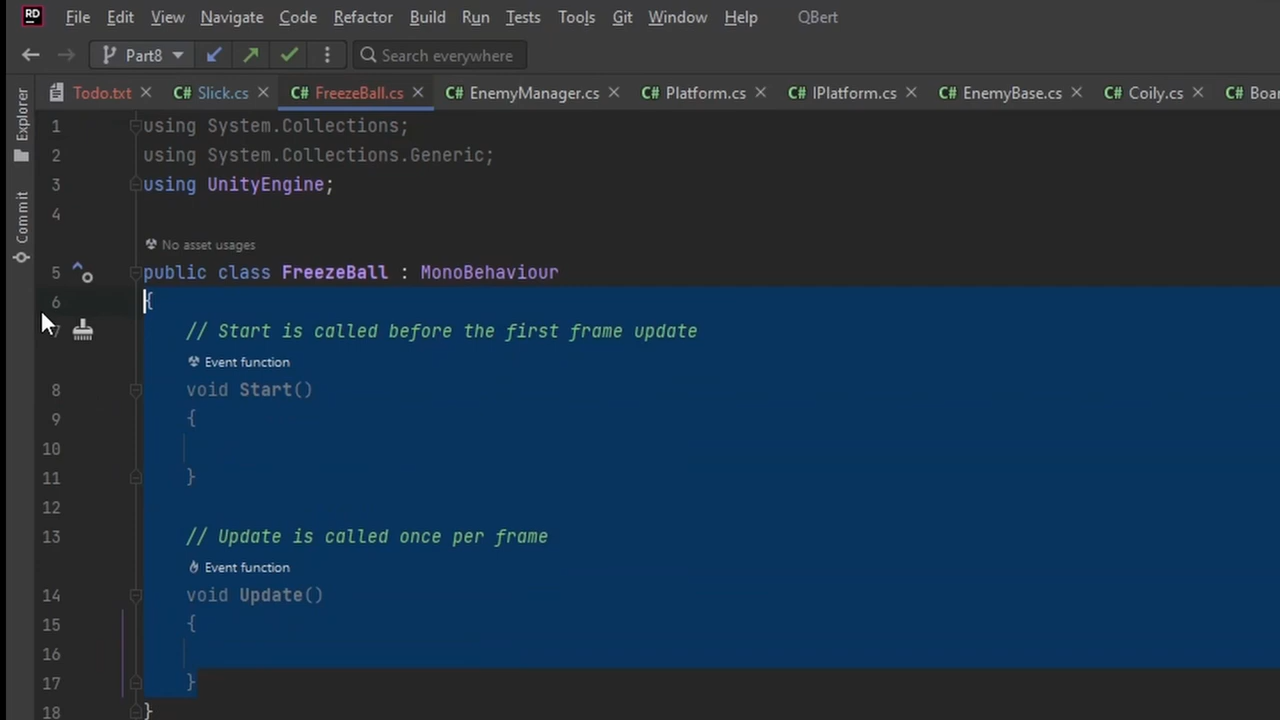 RD File Edit View Navigate Code Refactor Build Run Tests Tools Git Window Help QBert
Part8 Search everywhere
Todo.txt C# Slick.cs C# FreezeBall.cs C# EnemyManager.cs C# Platform.cs C# IPlatform.cs C# EnemyBase.cs C# Coily.cs C# Boar
Explorer
Commit
1 using System.Collections;
2 using System.Collections.Generic;
3 using UnityEngine;
4
No asset usages
5 public class FreezeBall : MonoBehaviour
6 {
7 // Start is called before the first frame update
Event function
8 void Start()
9 {
10
11 }
12
13 // Update is called once per frame
Event function
14 void Update()
15 {
16
17 }
18 }